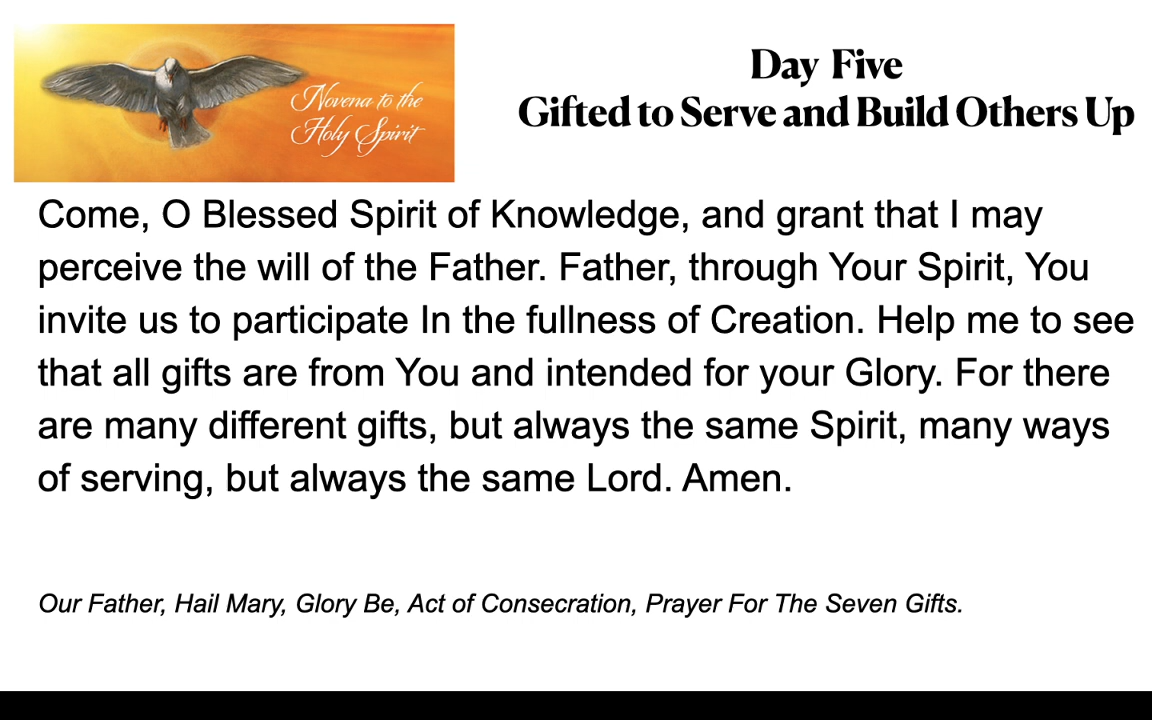 Novena to the
Holy Spirit
Day Five
Gifted to Serve and Build Others Up
Come, O Blessed Spirit of Knowledge, and grant that I may
perceive the will of the Father. Father, through Your Spirit, You
invite us to participate In the fullness of Creation. Help me to see
that all gifts are from You and intended for your Glory. For there
are many different gifts, but always the same Spirit, many ways
of serving, but always the same Lord. Amen.
Our Father, Hail Mary, Glory Be, Act of Consecration, Prayer For The Seven Gifts.